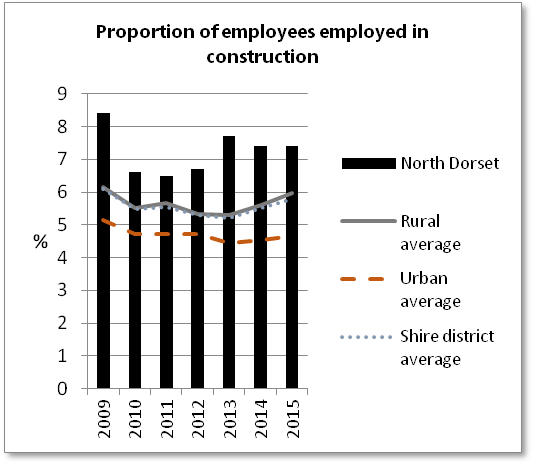 Proportion of employees employed in
construction
9
8
7
6
5
4
3
2
1
0
%
2009
2010
2011
2012
2013
2014
2015
North Dorset
Rural
average
Urban
average
Shire district
average